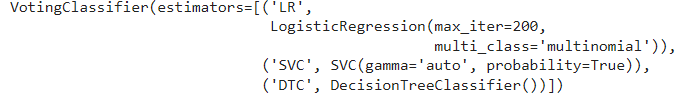 VotingClassifier(estimators=[('LR',
LogisticRegression(max_iter=200,
multi_class='multinomial')),
('SVC', SVC(gamma='auto', probability=True)),
('DTC', DecisionTreeClassifier())])